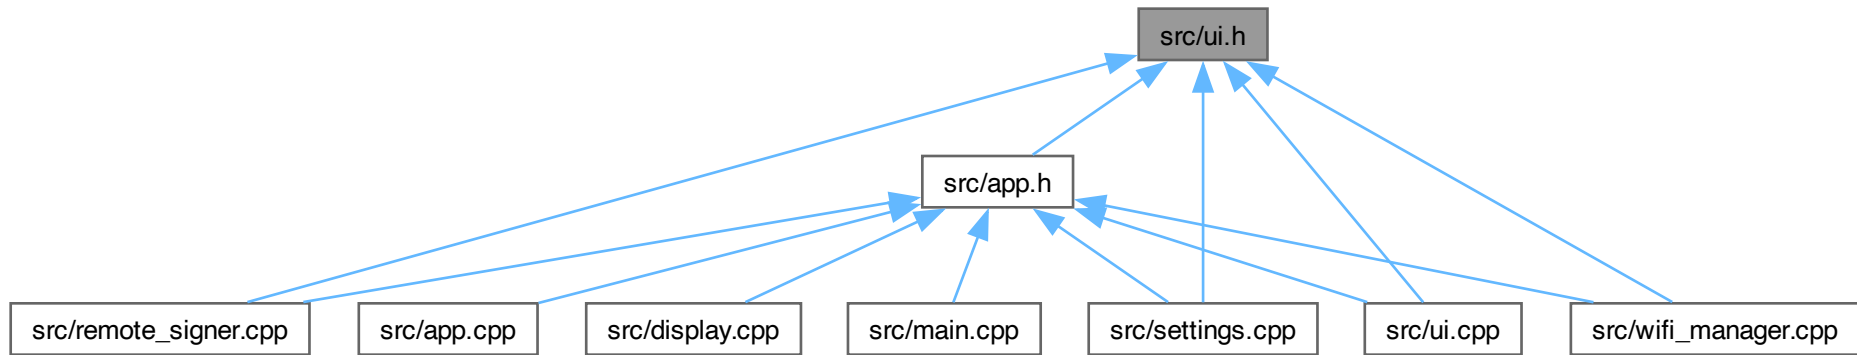 src/ui.h
src/app.h
src/remote_signer.cpp
src/app.cpp
src/display.cpp
src/main.cpp
src/settings.cpp
src/ui.cpp
src/wifi_manager.cpp